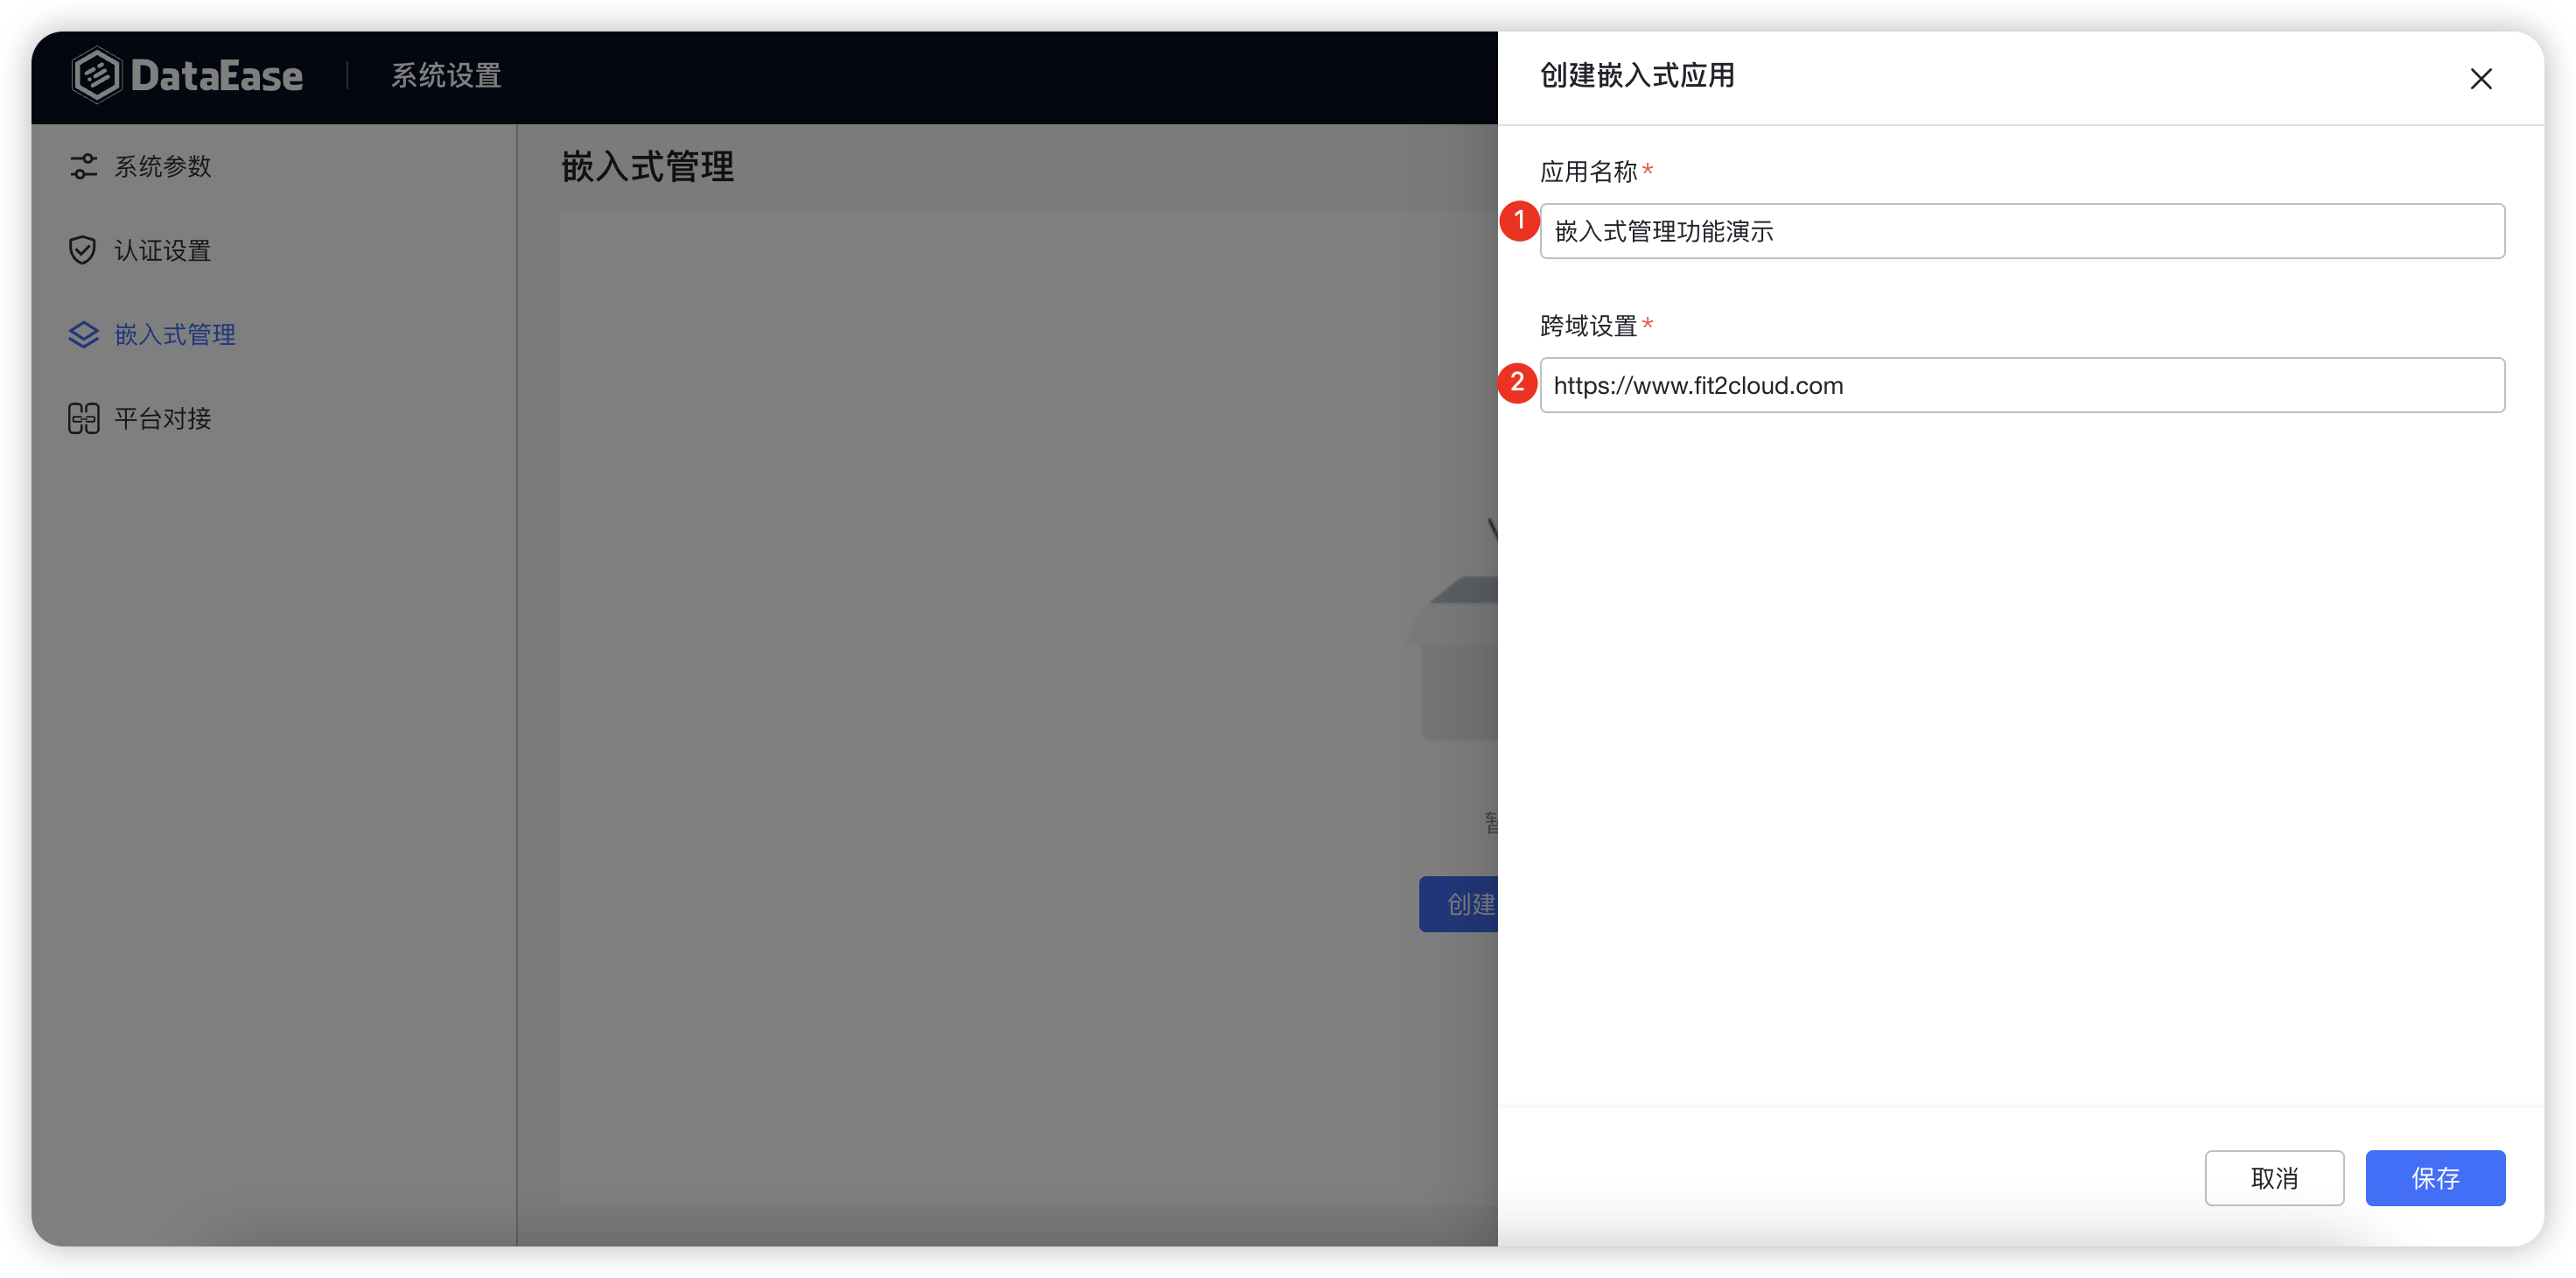 DataEase
系统设置
系统参数
认证设置
嵌入式管理
平台对接
嵌入式管理
创建
创建嵌入式应用
应用名称*
1
嵌入式管理功能演示
跨域设置*
2
https://www.fit2cloud.com
取消
保存